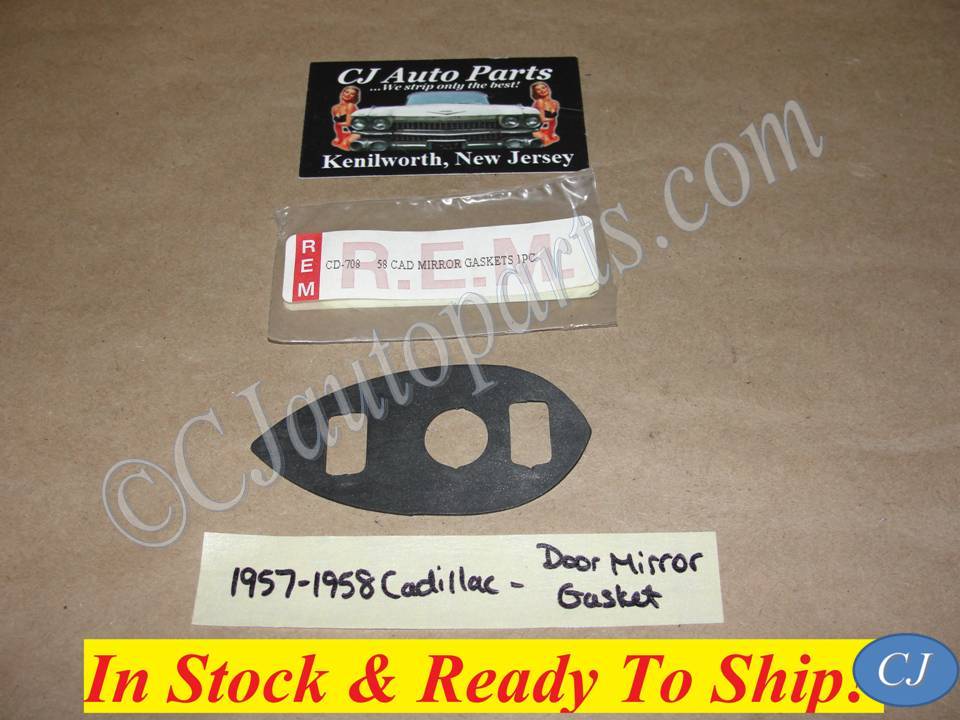 CJ Auto Parts
...We strip only the best!
Kenilworth, New Jersey
REM
R.E.M.
CD-708 58 CAD MIRROR GASKETS 1PC
©CJautoparts.com
1957-1958 Cadillac - Door Mirror
Gasket
In Stock & Ready To Ship!
CJ